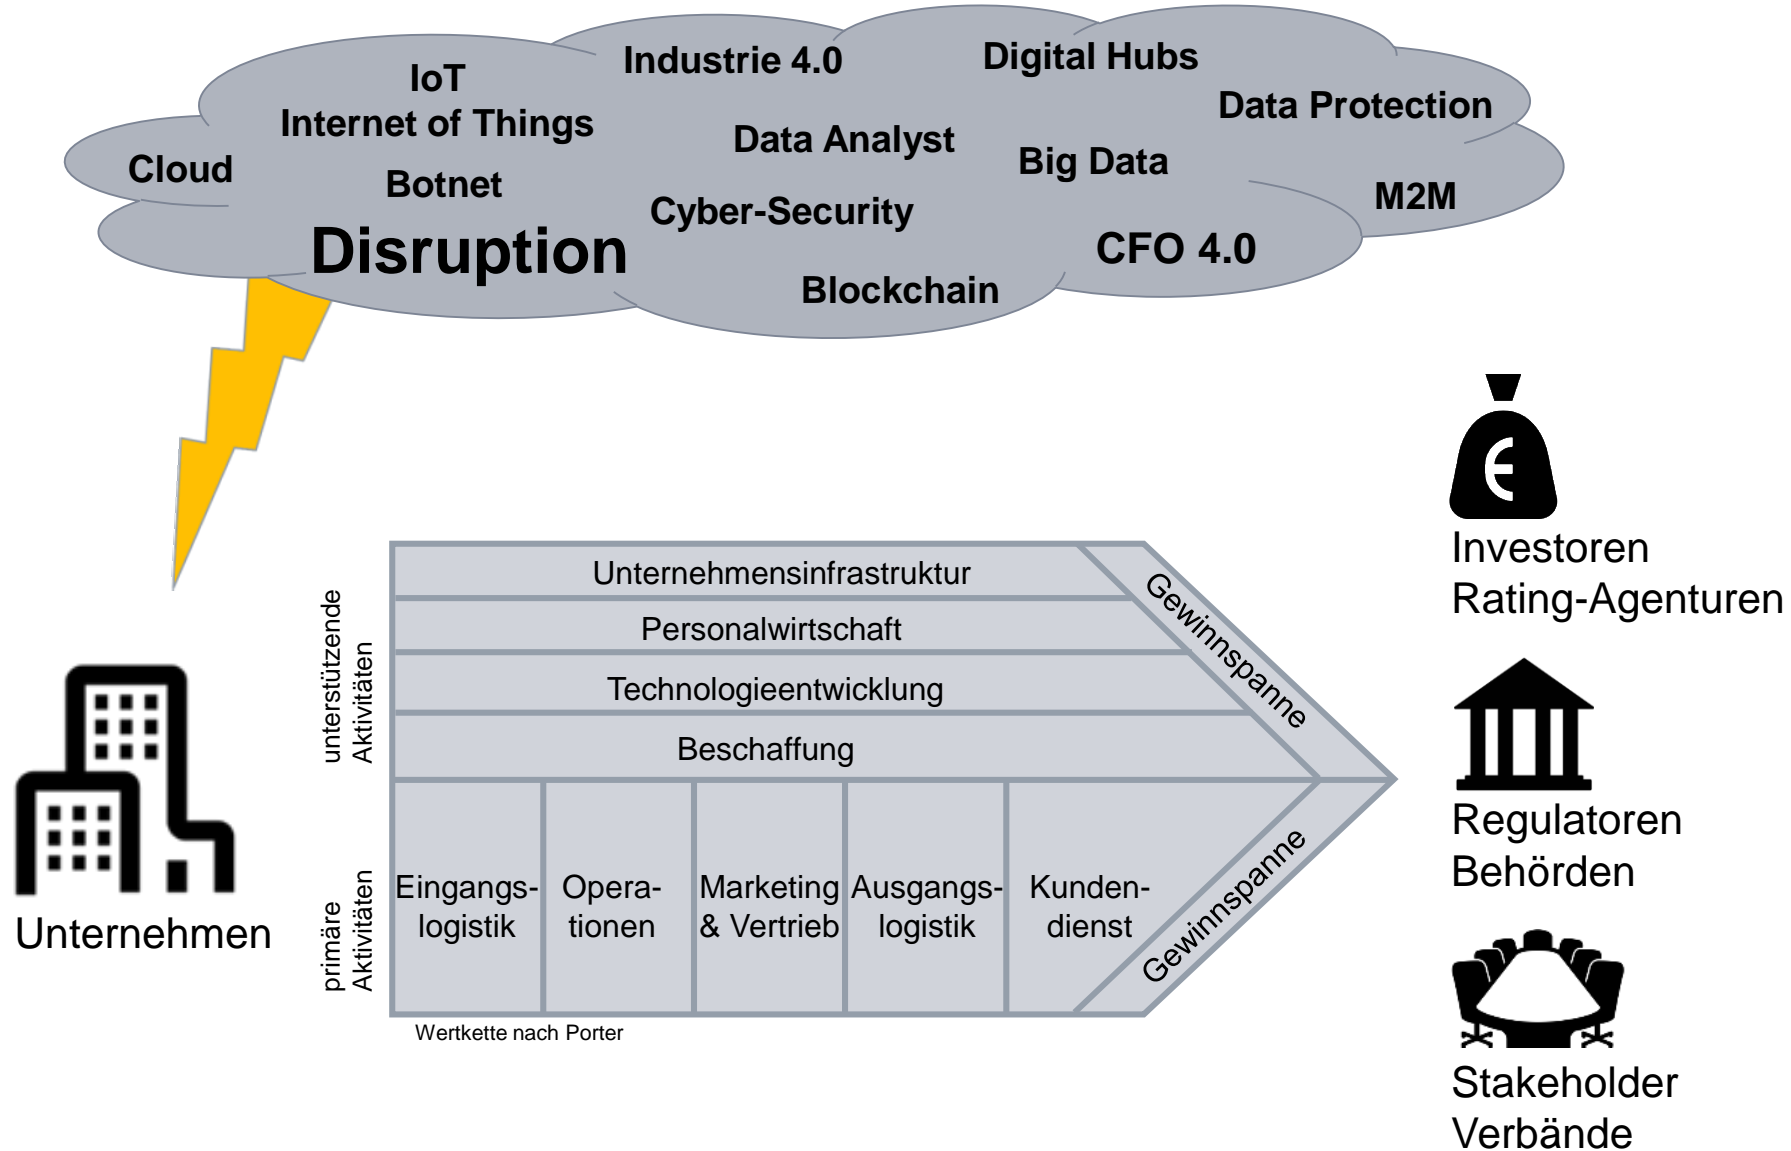 Industrie 4.0
Digital Hubs
IoT
Internet of Things
Data Protection
Data Analyst
Cloud
Big Data
Botnet
M2M
Cyber-Security
Disruption
CFO 4.0
Blockchain
Investoren
Rating-Agenturen
Regulatoren
Behörden
Stakeholder
Verbände
Unternehmen
unterstützende
Aktivitäten
Unternehmensinfrastruktur
Personalwirtschaft
Technologieentwicklung
Beschaffung
Gewinnspanne
primäre
Aktivitäten
Eingangs-
logistik
Opera-
tionen
Marketing
& Vertrieb
Ausgangs-
logistik
Kunden-
dienst
Gewinnspanne
Wertkette nach Porter